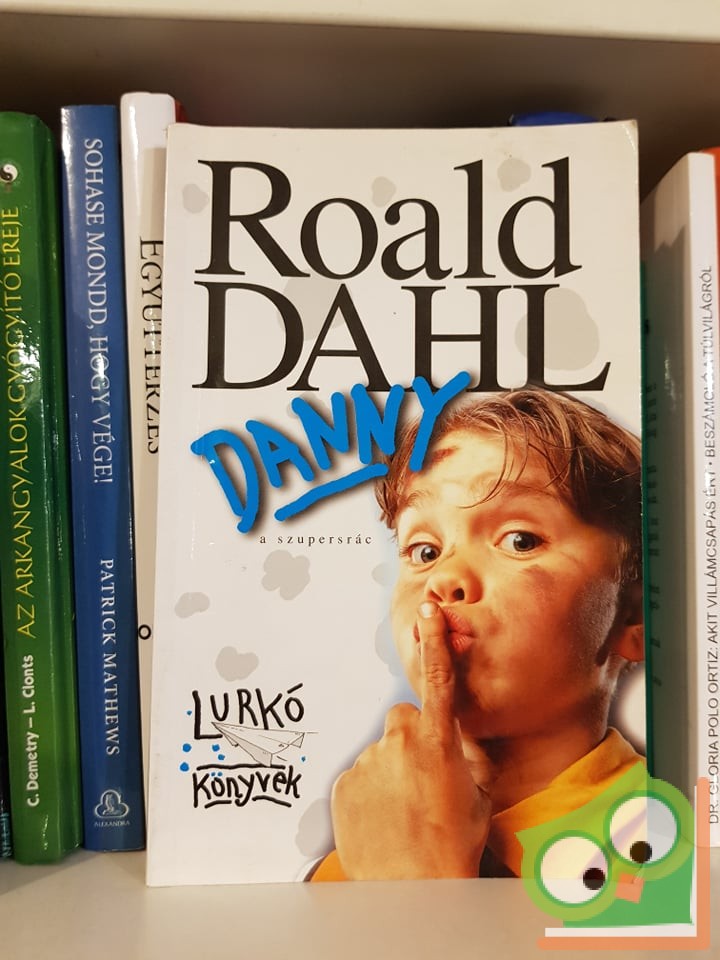 AZ ARKANGYALOK GYÓGYÍTÓ EREJE
C. Demetry – L. Clonts
SOHASE MONDD, HOGY VÉGE!
PATRICK MATHEWS
ALEXANDRA
EGYÜTTÉRZÉS
Roald
DAHL
DANNY
a szupersrác
LURKÓ
Könyvek
DR. GLORIA POLO ORTIZ: AKIT VILLÁMCSAPÁS ÉRT • BESZÁMOLÓ A TÚLVILÁGRÓL